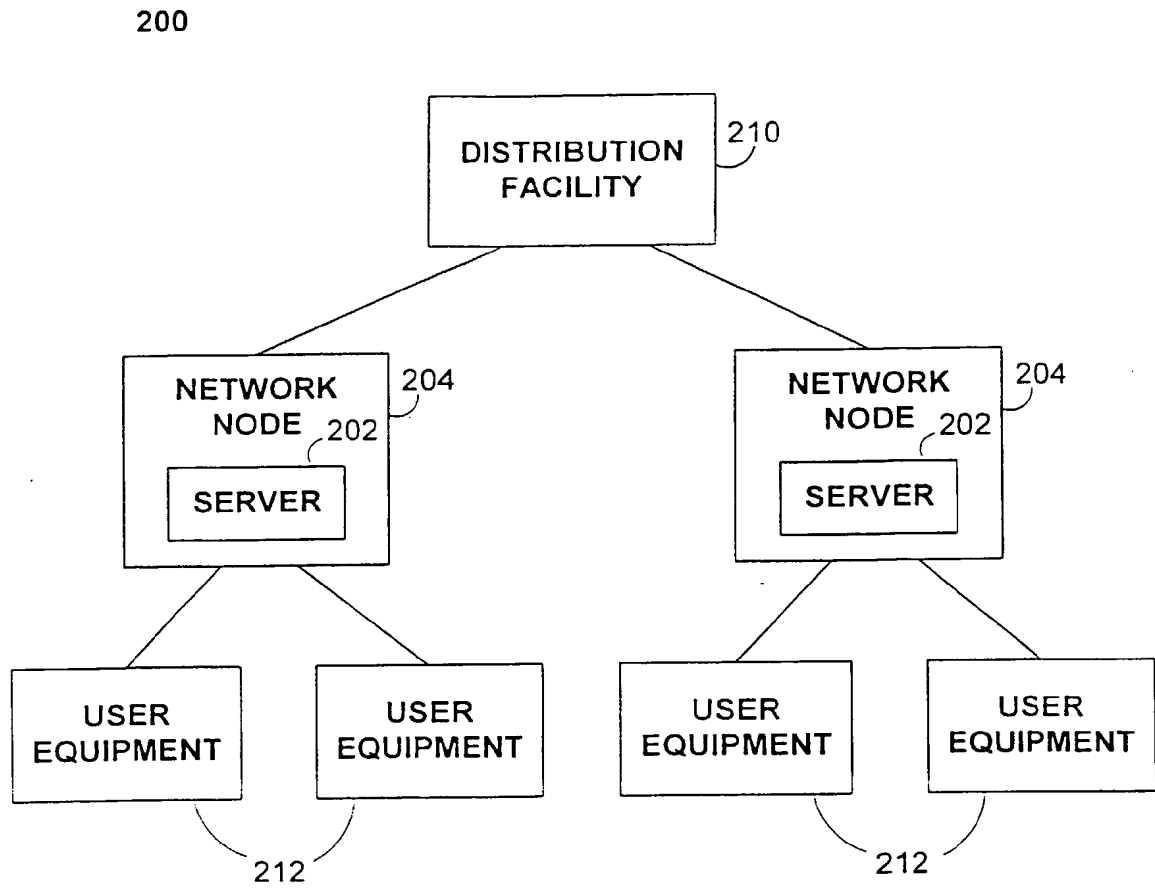 200
DISTRIBUTION
FACILITY
210
NETWORK
NODE
204
202
SERVER
NETWORK
NODE
204
202
SERVER
USER
EQUIPMENT
USER
EQUIPMENT
USER
EQUIPMENT
USER
EQUIPMENT
212
212